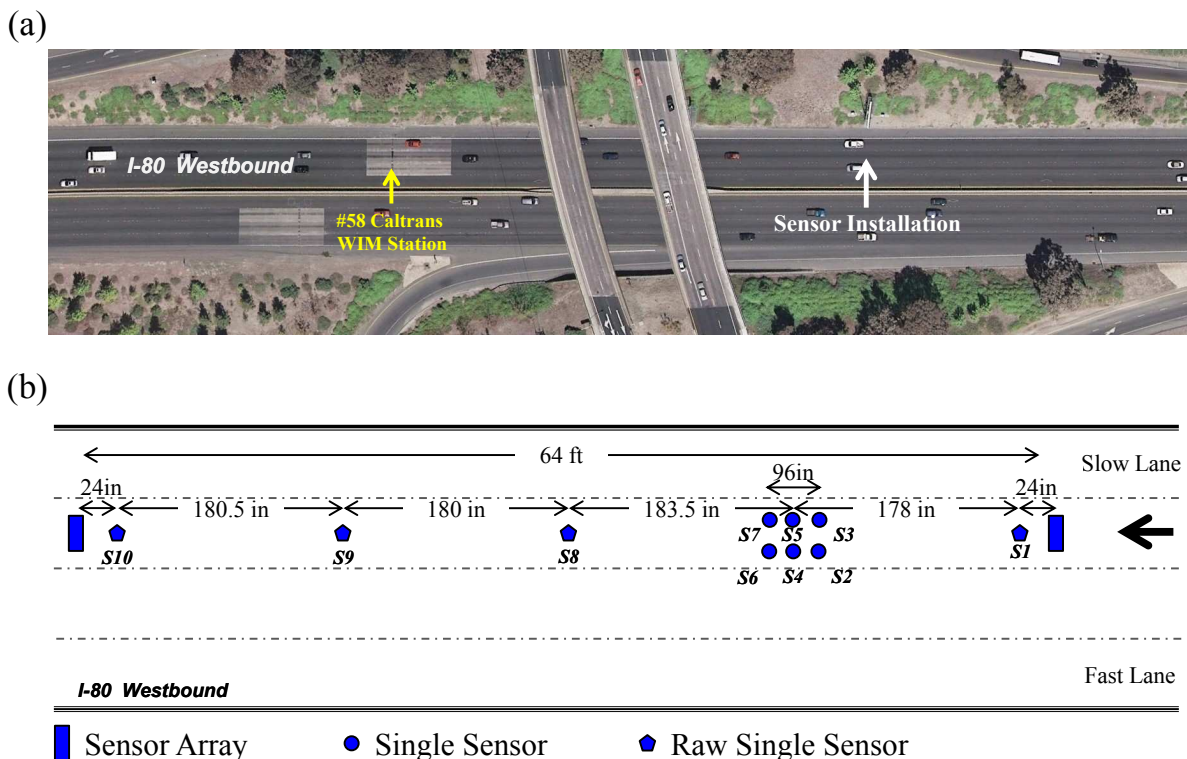 (a)
I-80 Westbound
#58 Caltrans
WIM Station
Sensor Installation
(b)
64 ft
Slow Lane
96in
24in
24in
180.5 in
180 in
183.5 in
178 in
S7
S5
S3
S10
S9
S8
S1
S6
S4
S2
Fast Lane
I-80 Westbound
Sensor Array
Single Sensor
Raw Single Sensor